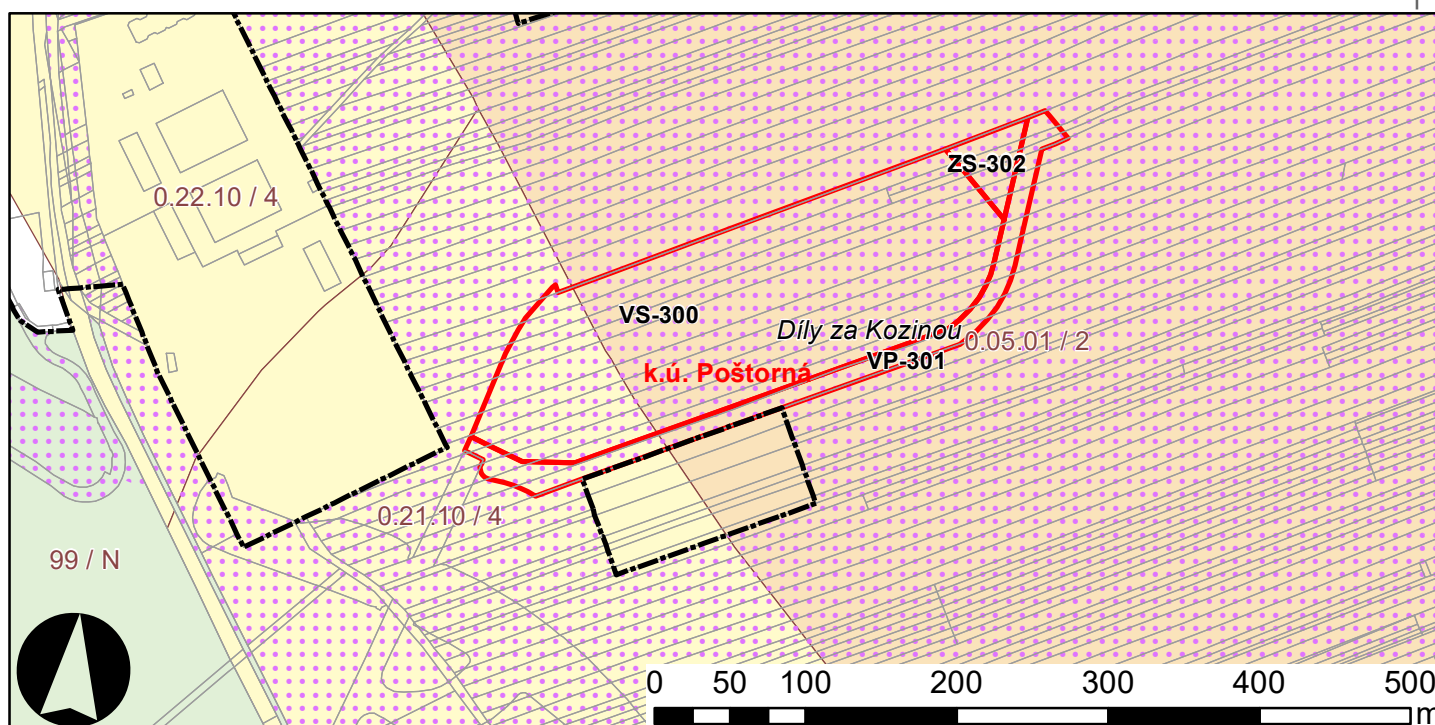 ZS-302
0.22.10 / 4
VS-300
Díly za Kozinou
0.05.01 / 2
VP-301
k.ú. Poštorná
0.21.10 / 4
99 / N
0 50 100 200 300 400 500
m